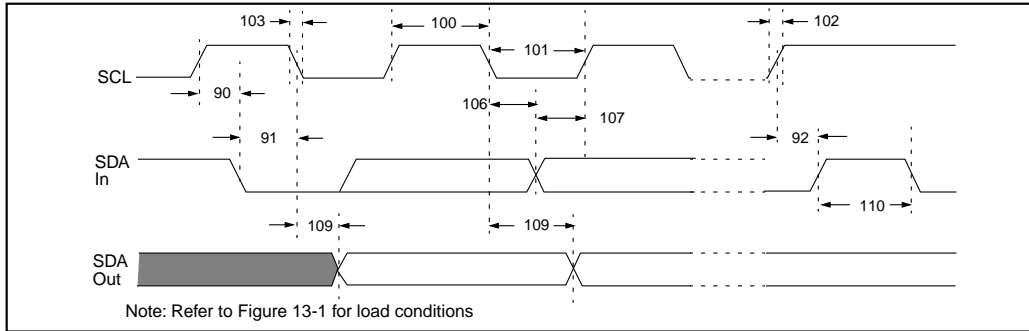 103
100
102
101
SCL
90
106
107
91
92
SDA
In
110
109
109
SDA
Out
Note: Refer to Figure 13-1 for load conditions